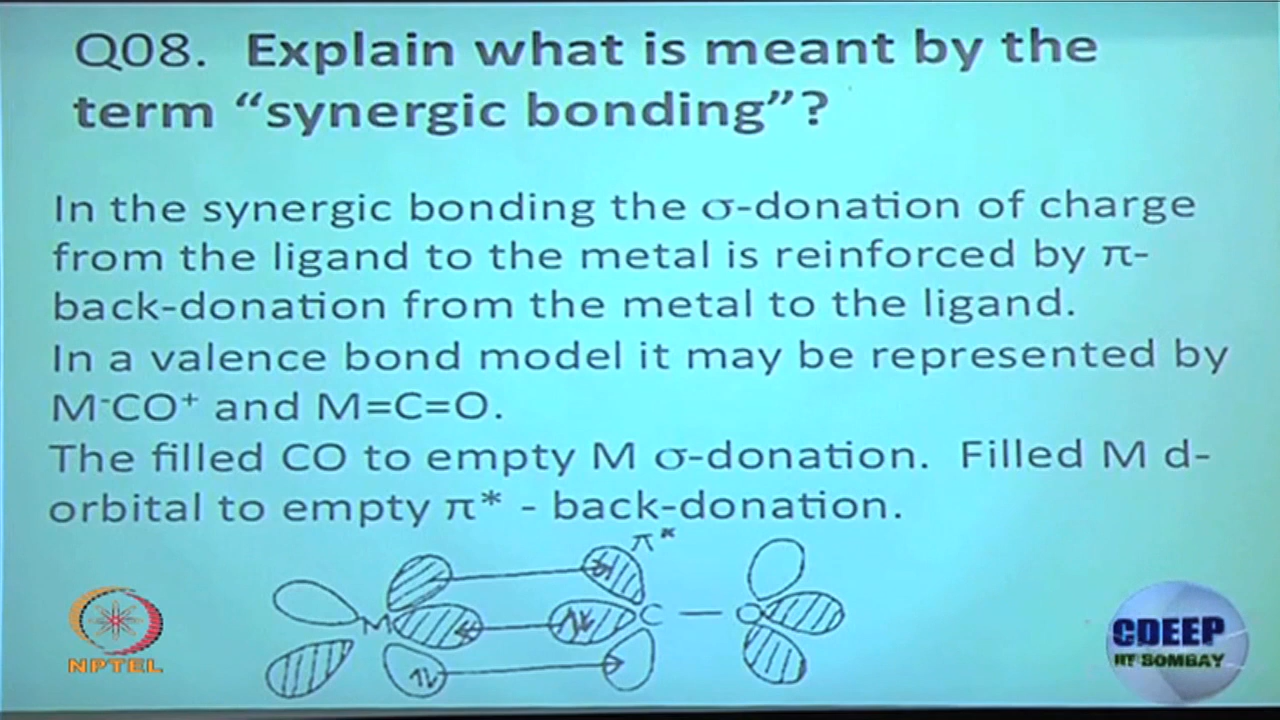 Q08. Explain what is meant by the
term “synergic bonding”?
In the synergic bonding the σ-donation of charge
from the ligand to the metal is reinforced by π-
back-donation from the metal to the ligand.
In a valence bond model it may be represented by
M⁻CO⁺ and M=C=O.
The filled CO to empty M σ-donation.  Filled M d-
orbital to empty π* - back-donation.
π*
M C — O
NPTEL
CDEEP
IIT BOMBAY